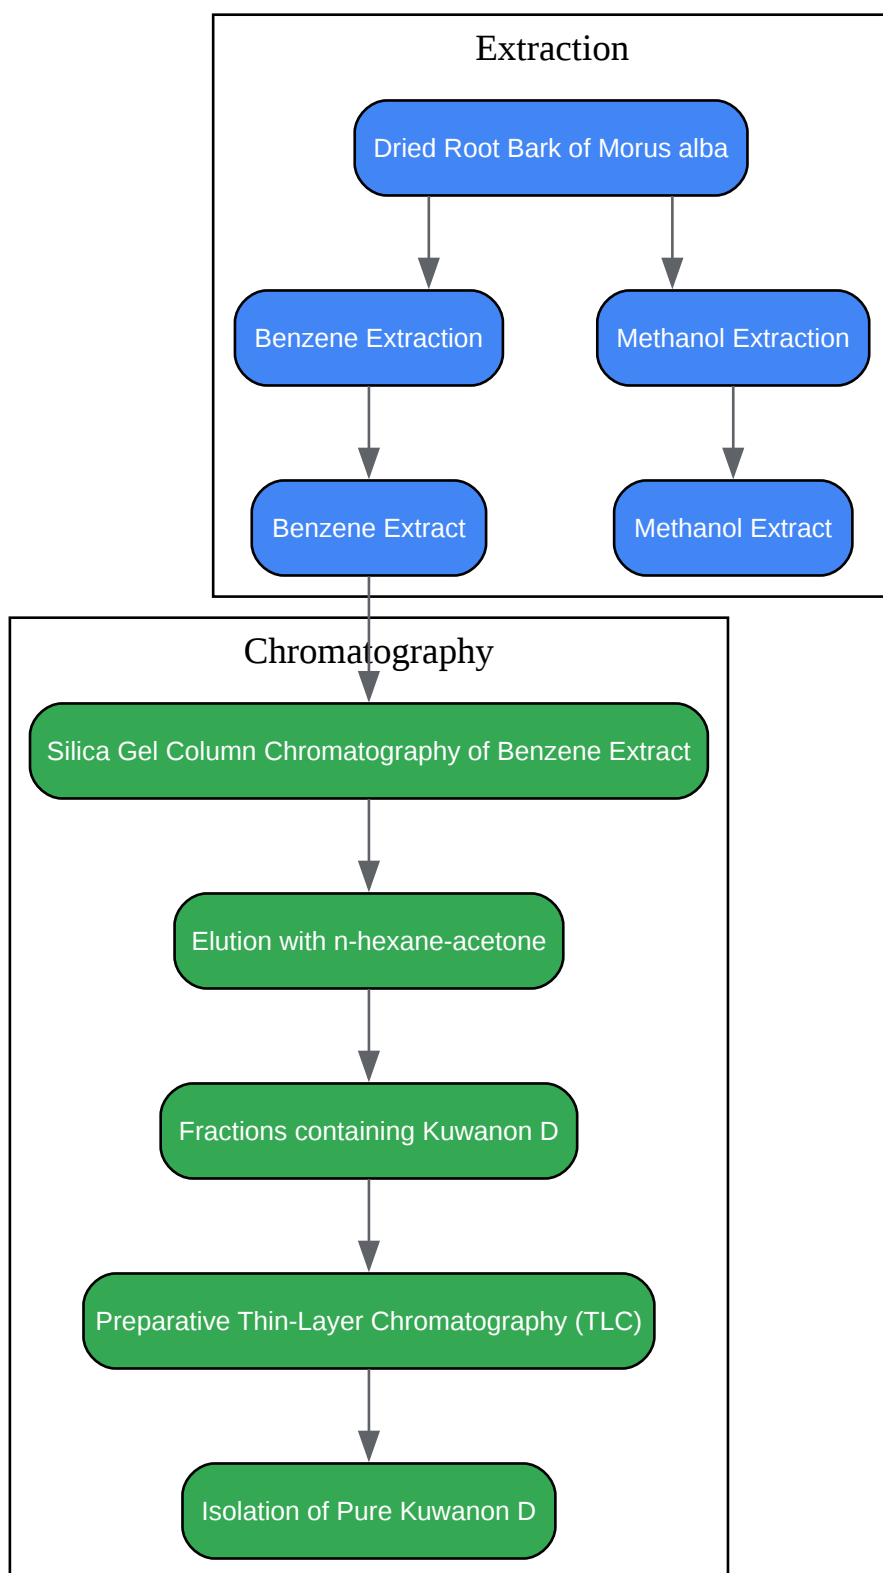 Extraction
Dried Root Bark of Morus alba
Benzene Extraction
Methanol Extraction
Benzene Extract
Methanol Extract
Chromatography
Silica Gel Column Chromatography of Benzene Extract
Elution with n-hexane-acetone
Fractions containing Kuwanon D
Preparative Thin-Layer Chromatography (TLC)
Isolation of Pure Kuwanon D